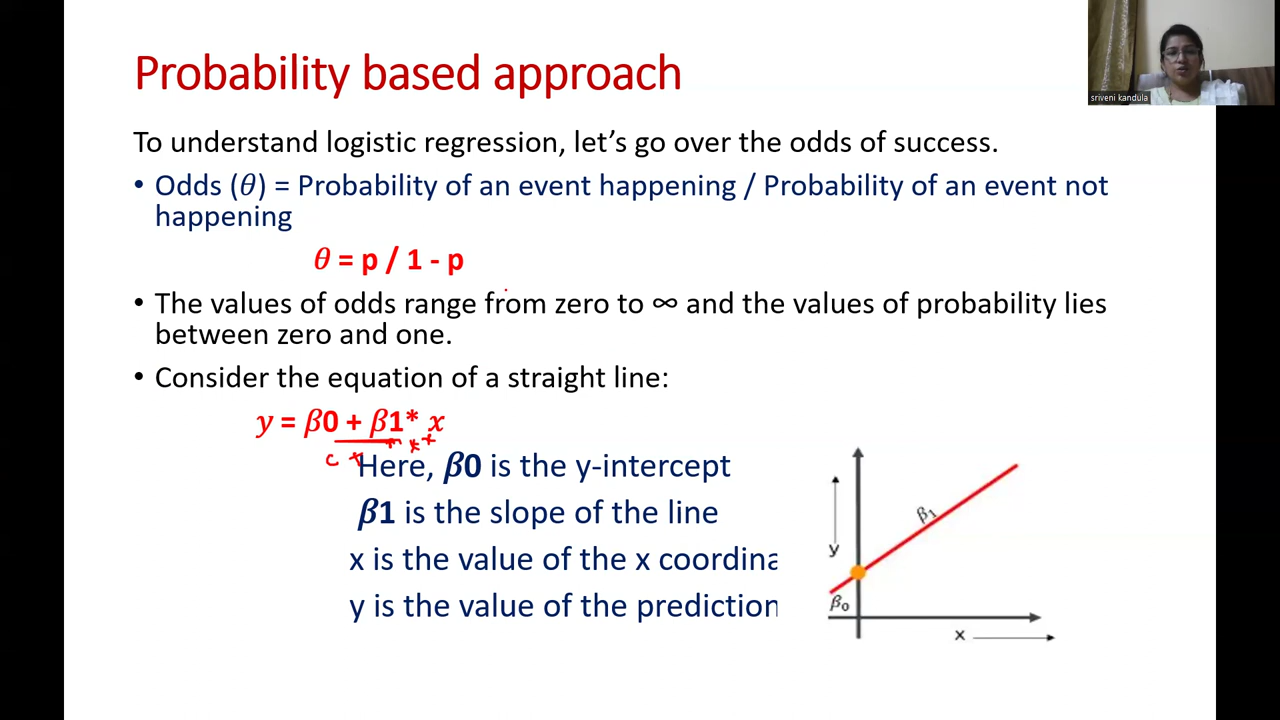 Probability based approach
sriveni kandula
To understand logistic regression, let’s go over the odds of success.
• Odds (θ) = Probability of an event happening / Probability of an event not
happening
θ = p / 1 - p
• The values of odds range from zero to ∞ and the values of probability lies
between zero and one.
• Consider the equation of a straight line:
y = β0 + β1* x
c + m * x
Here, β0 is the y-intercept
β1 is the slope of the line
x is the value of the x coordina
y is the value of the prediction
y
β1
β0
x